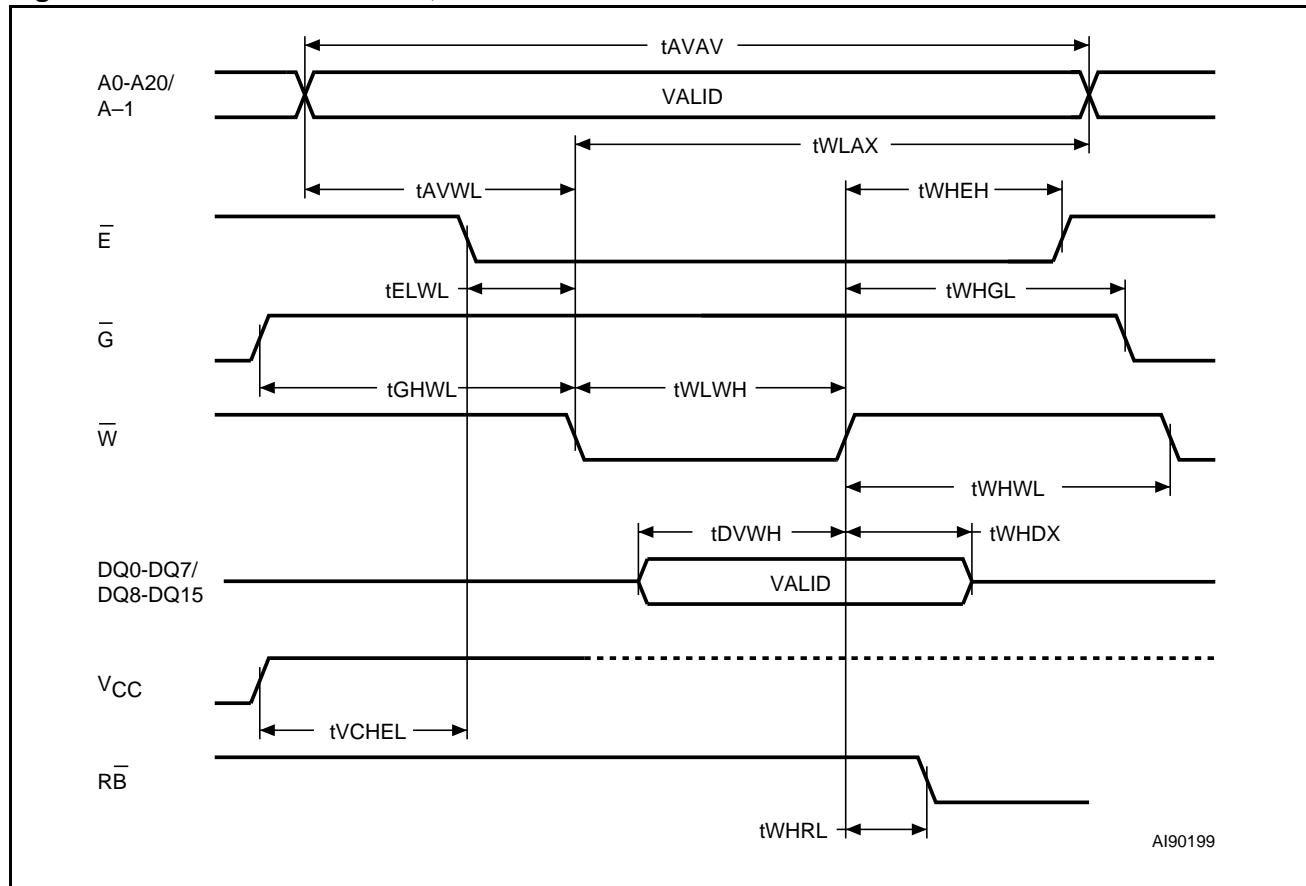 tAVAV
A0-A20/
A–1
VALID
tWLAX
tAVWL
tWHEH
E̅
tELWL
tWHGL
G̅
tGHWL
tWLWH
W̅
tWHWL
tDVWH
tWHDX
DQ0-DQ7/
DQ8-DQ15
VALID
VCC
tVCHEL
RB̅
tWHRL
AI90199